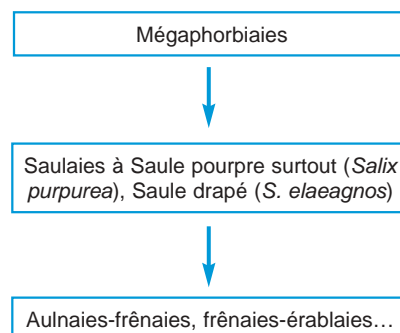 Mégaphorbiaies
Saulaies à Saule pourpre surtout (Salix
purpurea), Saule drapé (S. elaeagnos)
Aulnaies-frênaies, frênaies-érablaies…